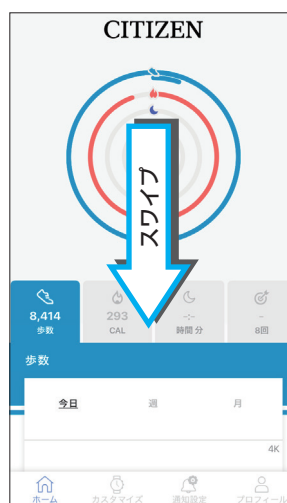 CITIZEN
スワイプ
8,414 293 -:- -
歩数 CAL 時間 分 8回
歩数
今日 週 月
4K
ホーム カスタマイズ 通知設定 プロフィール